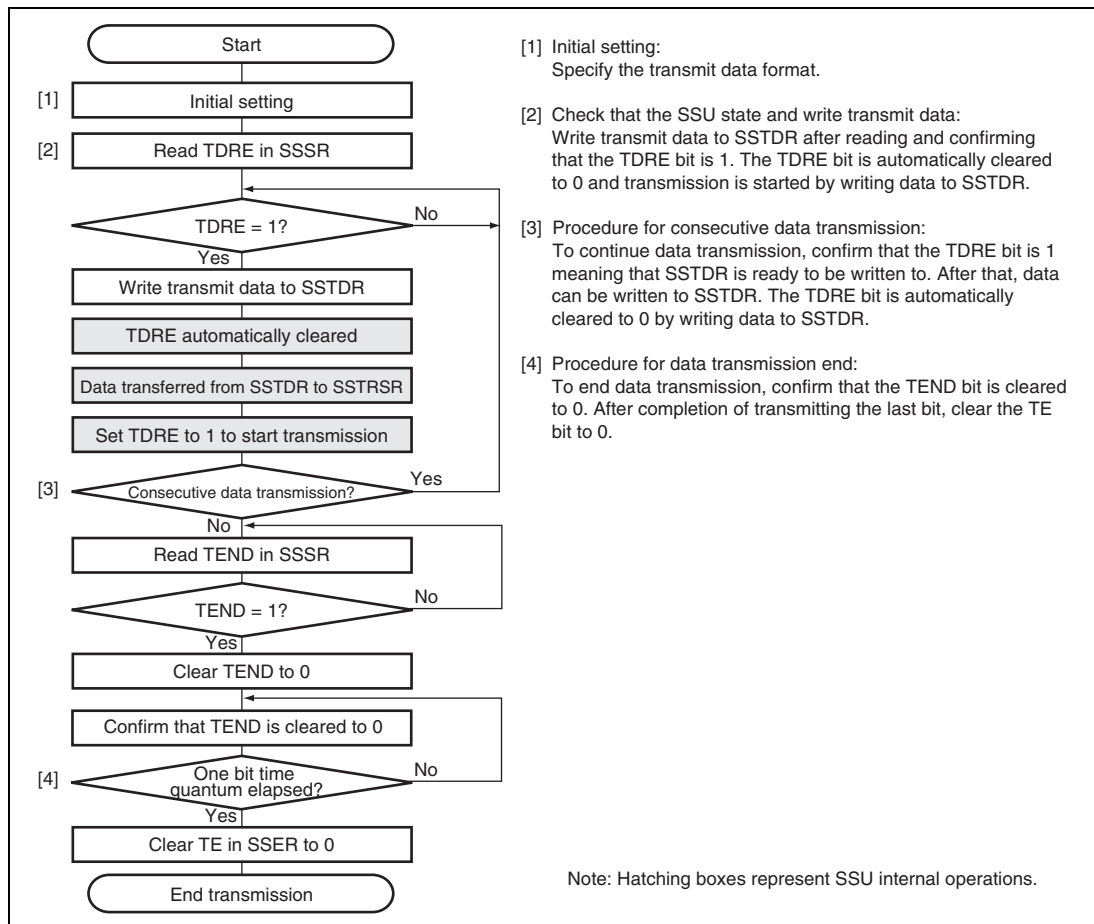 Start
[1] Initial setting
[2] Read TDRE in SSSR
TDRE = 1?
No
Yes
Write transmit data to SSTDR
TDRE automatically cleared
Data transferred from SSTDR to SSTRSR
Set TDRE to 1 to start transmission
[3] Consecutive data transmission?
Yes
No
Read TEND in SSSR
TEND = 1?
No
Yes
Clear TEND to 0
Confirm that TEND is cleared to 0
[4] One bit time
quantum elapsed?
No
Yes
Clear TE in SSER to 0
End transmission
[1] Initial setting:
Specify the transmit data format.
[2] Check that the SSU state and write transmit data:
Write transmit data to SSTDR after reading and confirming
that the TDRE bit is 1. The TDRE bit is automatically cleared
to 0 and transmission is started by writing data to SSTDR.
[3] Procedure for consecutive data transmission:
To continue data transmission, confirm that the TDRE bit is 1
meaning that SSTDR is ready to be written to. After that, data
can be written to SSTDR. The TDRE bit is automatically
cleared to 0 by writing data to SSTDR.
[4] Procedure for data transmission end:
To end data transmission, confirm that the TEND bit is cleared
to 0. After completion of transmitting the last bit, clear the TE
bit to 0.
Note: Hatching boxes represent SSU internal operations.